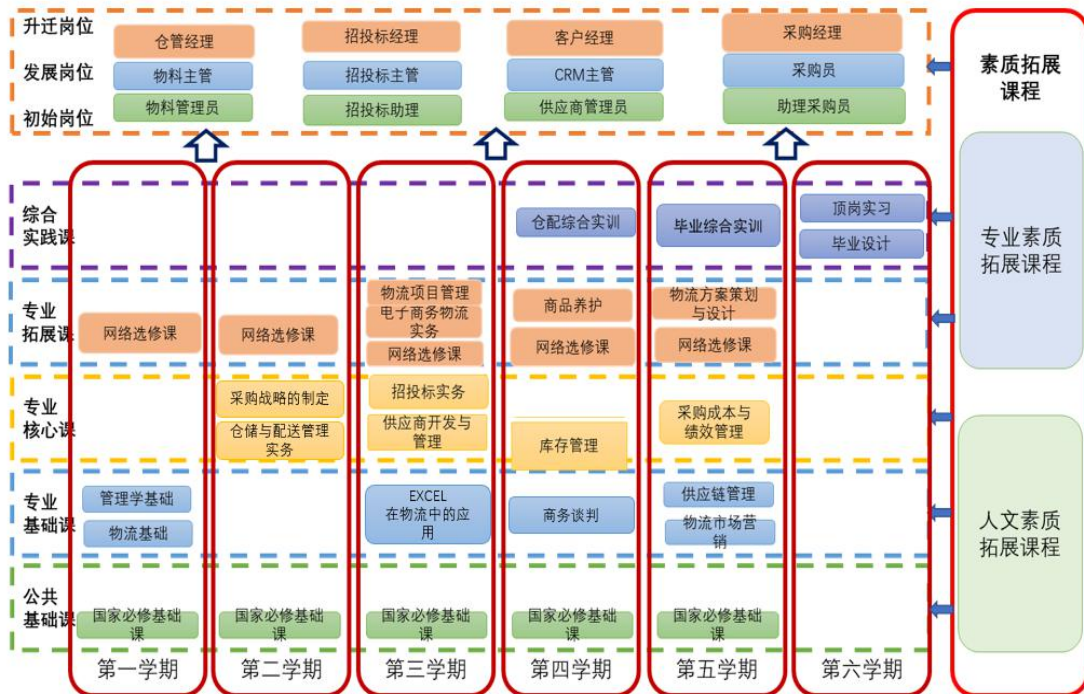 升迁岗位
仓管经理
招投标经理
客户经理
采购经理
发展岗位
物料主管
招投标主管
CRM主管
采购员
初始岗位
物料管理员
招投标助理
供应商管理员
助理采购员
素质拓展
课程
专业素质
拓展课程
人文素质
拓展课程
综合
实践课
仓配综合实训
毕业综合实训
顶岗实习
毕业设计
专业
拓展课
网络选修课
网络选修课
物流项目管理
电子商务物流
实务
网络选修课
商品养护
网络选修课
物流方案策划
与设计
网络选修课
专业
核心课
采购战略的制定
仓储与配送管理
实务
招投标实务
供应商开发与
管理
库存管理
采购成本与
绩效管理
专业
基础课
管理学基础
物流基础
EXCEL
在物流中的应
用
商务谈判
供应链管理
物流市场营
销
公共
基础课
国家必修基础
课
国家必修基础
课
国家必修基础
课
国家必修基础
课
国家必修基础
课
第一学期
第二学期
第三学期
第四学期
第五学期
第六学期